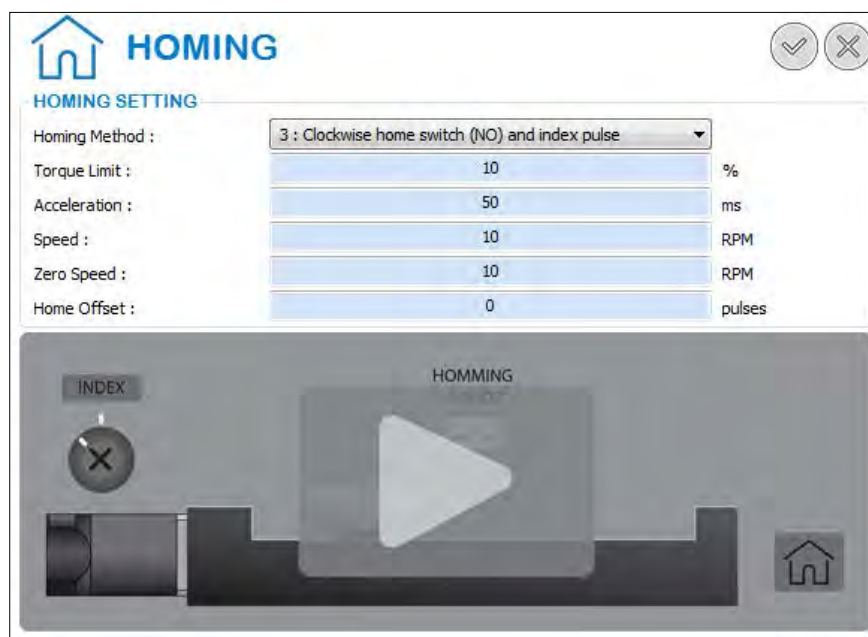 HOMING
HOMING SETTING
Homing Method : 3 : Clockwise home switch (NO) and index pulse
Torque Limit : 10 %
Acceleration : 50 ms
Speed : 10 RPM
Zero Speed : 10 RPM
Home Offset : 0 pulses
HOMMING
INDEX